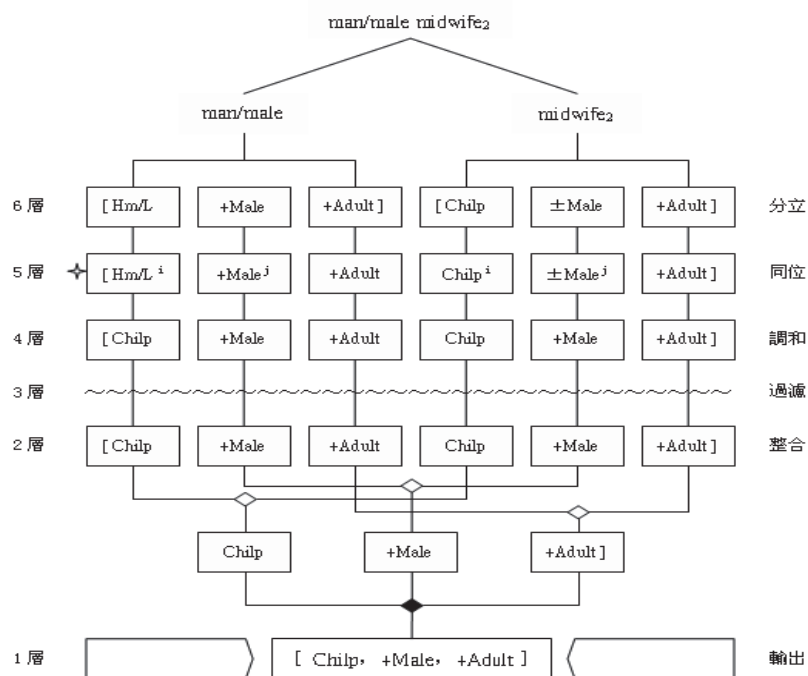 man/male midwife₂
man/male midwife₂
6 層 [Hm/L +Male +Adult] [Chilp ±Male +Adult] 分立
5 層 [Hm/L ⁱ +Male ʲ +Adult Chilp ⁱ ±Male ʲ +Adult] 同位
4 層 [Chilp +Male +Adult Chilp +Male +Adult] 調和
3 層 過濾
2 層 [Chilp +Male +Adult Chilp +Male +Adult] 整合
Chilp +Male +Adult]
1 層 [ Chilp, +Male, +Adult ] 輸出